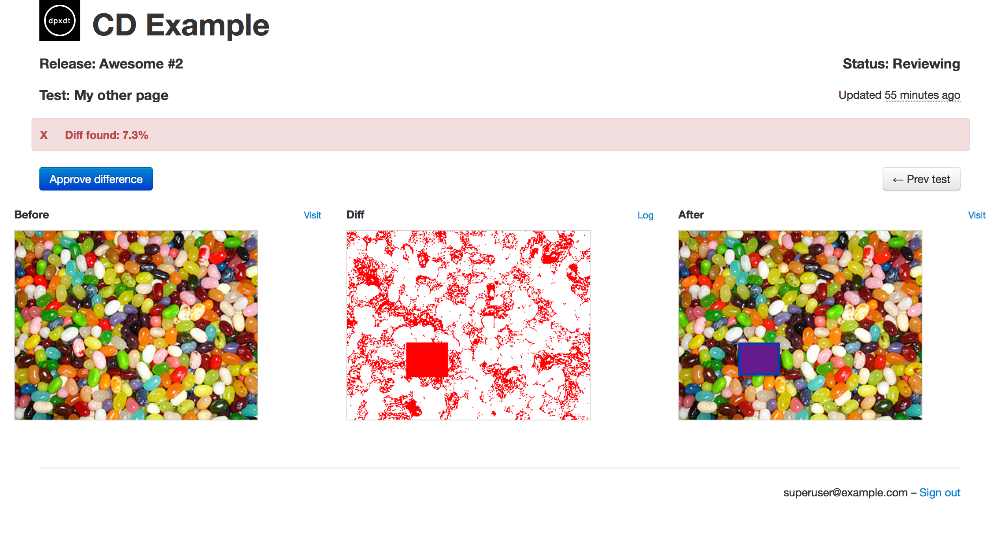 dpxdt
CD Example
Release: Awesome #2
Status: Reviewing
Test: My other page
Updated 55 minutes ago
X Diff found: 7.3%
Approve difference
← Prev test
Before
Visit
Diff
Log
After
Visit
superuser@example.com – Sign out